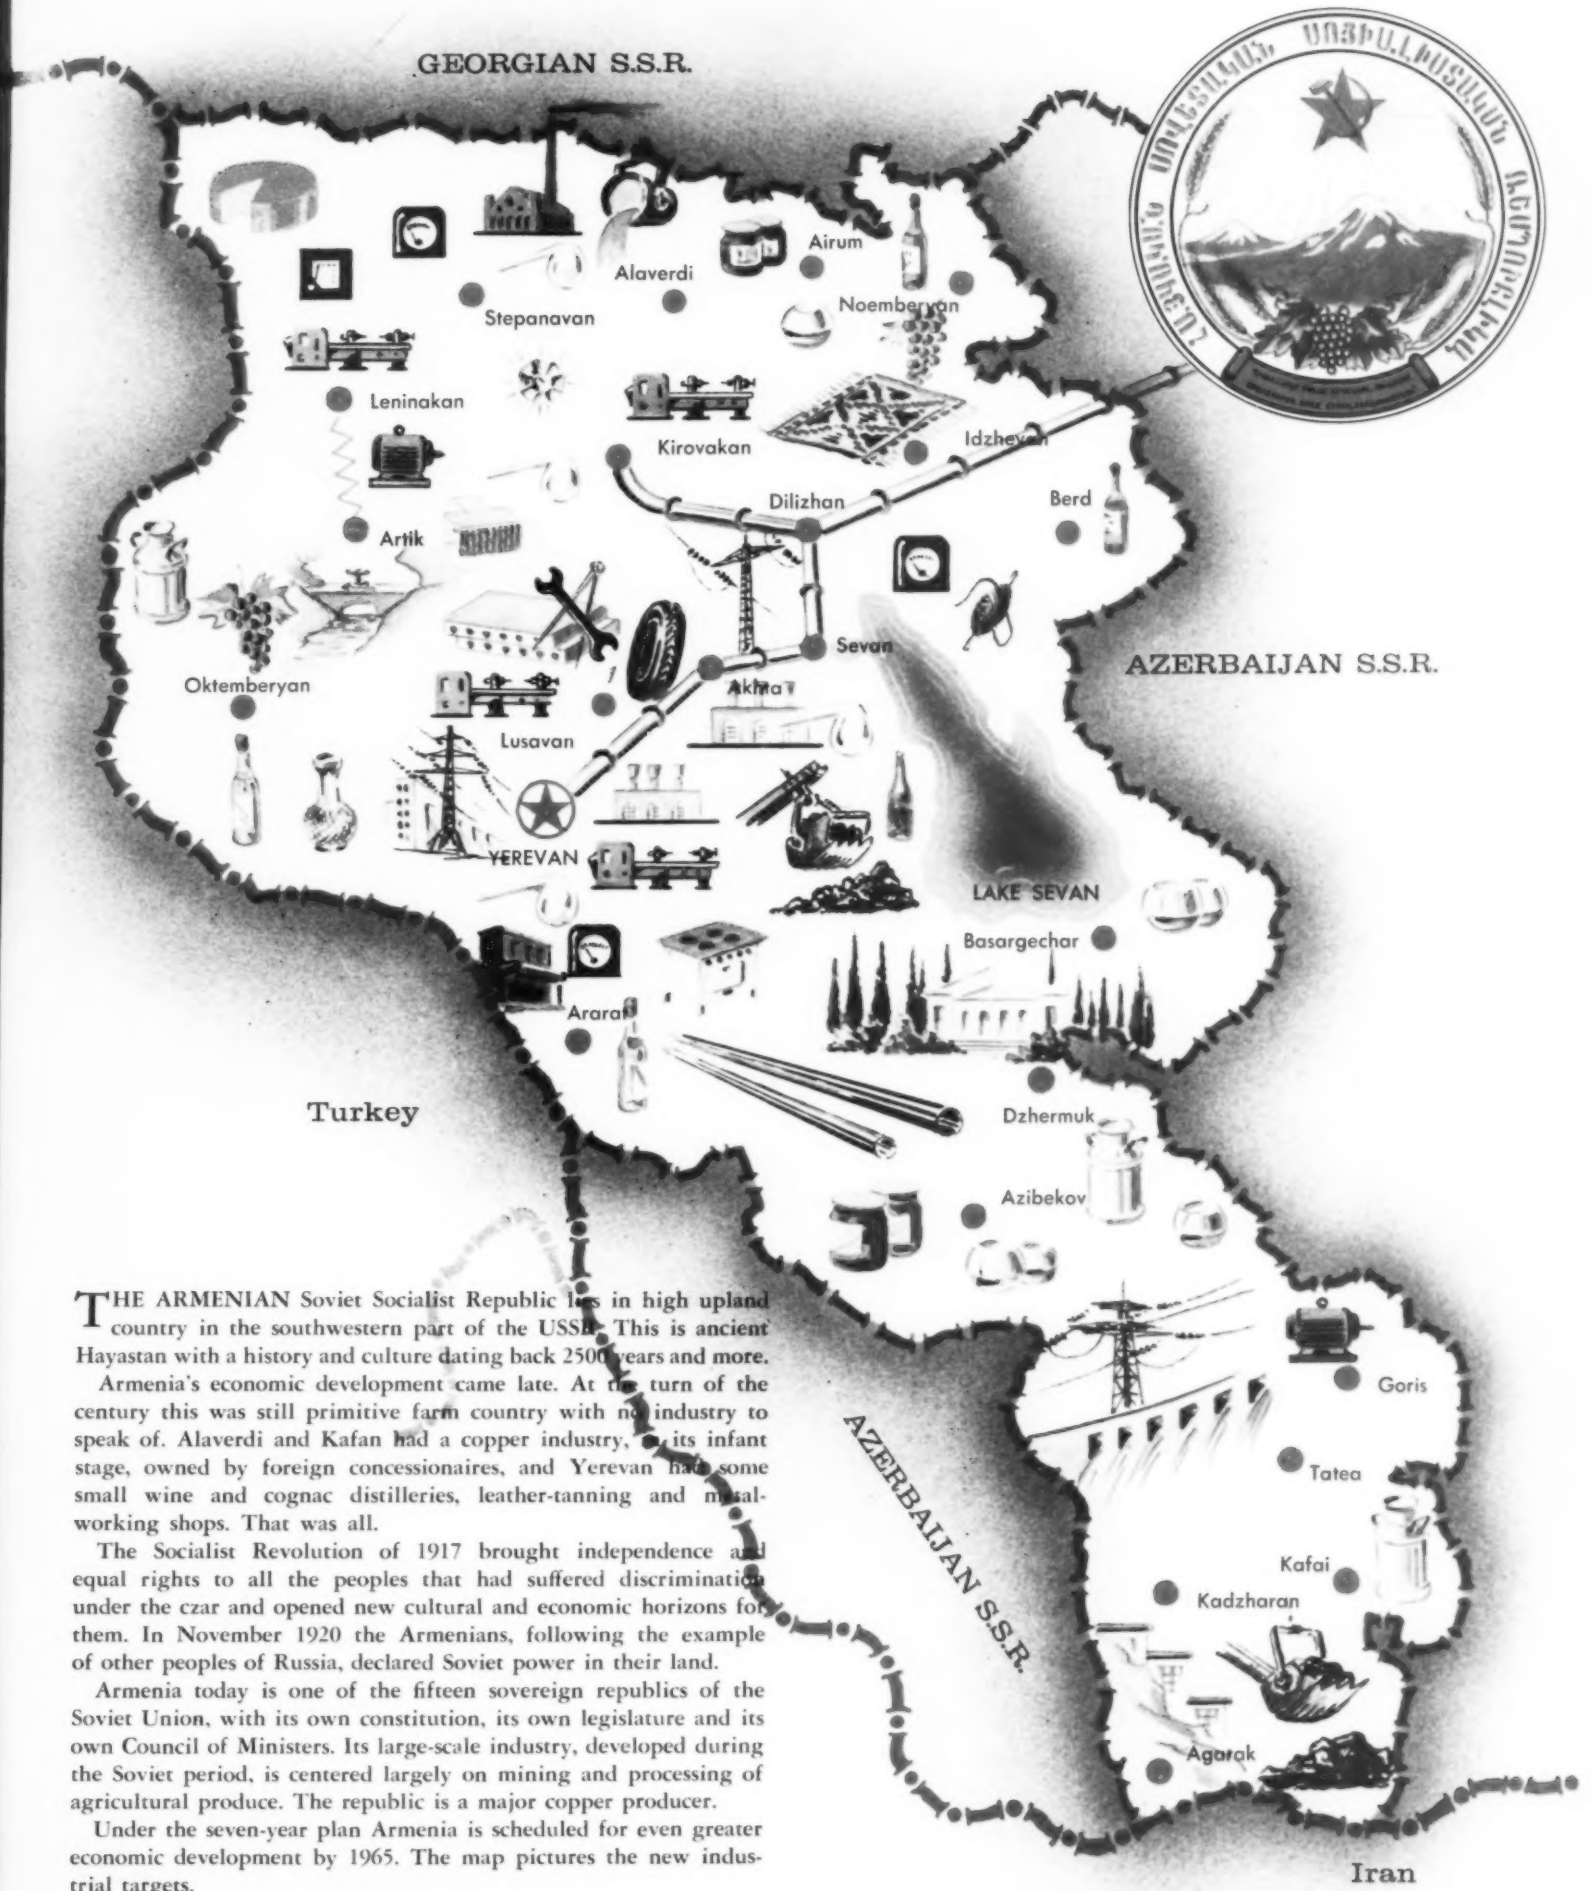 GEORGIAN S.S.R.
ՀԱՅԿԱԿԱՆ ՍՈՎԵՏԱԿԱՆ ՍՈՑԻԱԼԻՍՏԱԿԱՆ ՌԵՍՊՈՒԲԼԻԿԱ
Airum
Alaverdi
Noemberyan
Stepanavan
Leninakan
Kirovakan
Idzhevan
Dilizhan
Berd
Artik
Sevan
AZERBAIJAN S.S.R.
Oktemberyan
Akhta
Lusavan
YEREVAN
LAKE SEVAN
Basargechar
Ararat
Turkey
Dzhermuk
Azibekov
Goris
AZERBAIJAN S.S.R.
Tatea
Kafai
Kadzharan
Agarak
Iran
THE ARMENIAN Soviet Socialist Republic lies in high upland
country in the southwestern part of the USSR. This is ancient
Hayastan with a history and culture dating back 2500 years and more.
Armenia's economic development came late. At the turn of the
century this was still primitive farm country with no industry to
speak of. Alaverdi and Kafan had a copper industry, in its infant
stage, owned by foreign concessionaires, and Yerevan had some
small wine and cognac distilleries, leather-tanning and metal-
working shops. That was all.
The Socialist Revolution of 1917 brought independence and
equal rights to all the peoples that had suffered discrimination
under the czar and opened new cultural and economic horizons for
them. In November 1920 the Armenians, following the example
of other peoples of Russia, declared Soviet power in their land.
Armenia today is one of the fifteen sovereign republics of the
Soviet Union, with its own constitution, its own legislature and its
own Council of Ministers. Its large-scale industry, developed during
the Soviet period, is centered largely on mining and processing of
agricultural produce. The republic is a major copper producer.
Under the seven-year plan Armenia is scheduled for even greater
economic development by 1965. The map pictures the new indus-
trial targets.